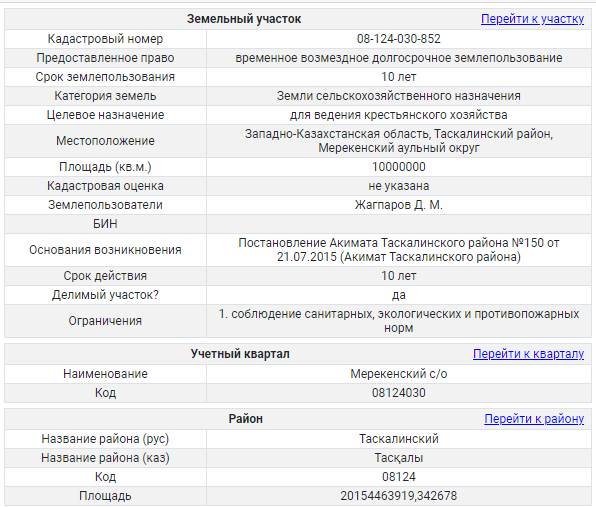 Земельный участок Перейти к участку
Кадастровый номер 08-124-030-852
Предоставленное право временное возмездное долгосрочное землепользование
Срок землепользования 10 лет
Категория земель Земли сельскохозяйственного назначения
Целевое назначение для ведения крестьянского хозяйства
Местоположение Западно-Казахстанская область, Таскалинский район,
Мерекенский аульный округ
Площадь (кв.м.) 10000000
Кадастровая оценка не указана
Землепользователи Жагпаров Д. М.
БИН
Основания возникновения Постановление Акимата Таскалинского района №150 от
21.07.2015 (Акимат Таскалинского района)
Срок действия 10 лет
Делимый участок? да
Ограничения 1. соблюдение санитарных, экологических и противопожарных
норм
Учетный квартал Перейти к кварталу
Наименование Мерекенский с/о
Код 08124030
Район Перейти к району
Название района (рус) Таскалинский
Название района (каз) Тасқалы
Код 08124
Площадь 20154463919,342678